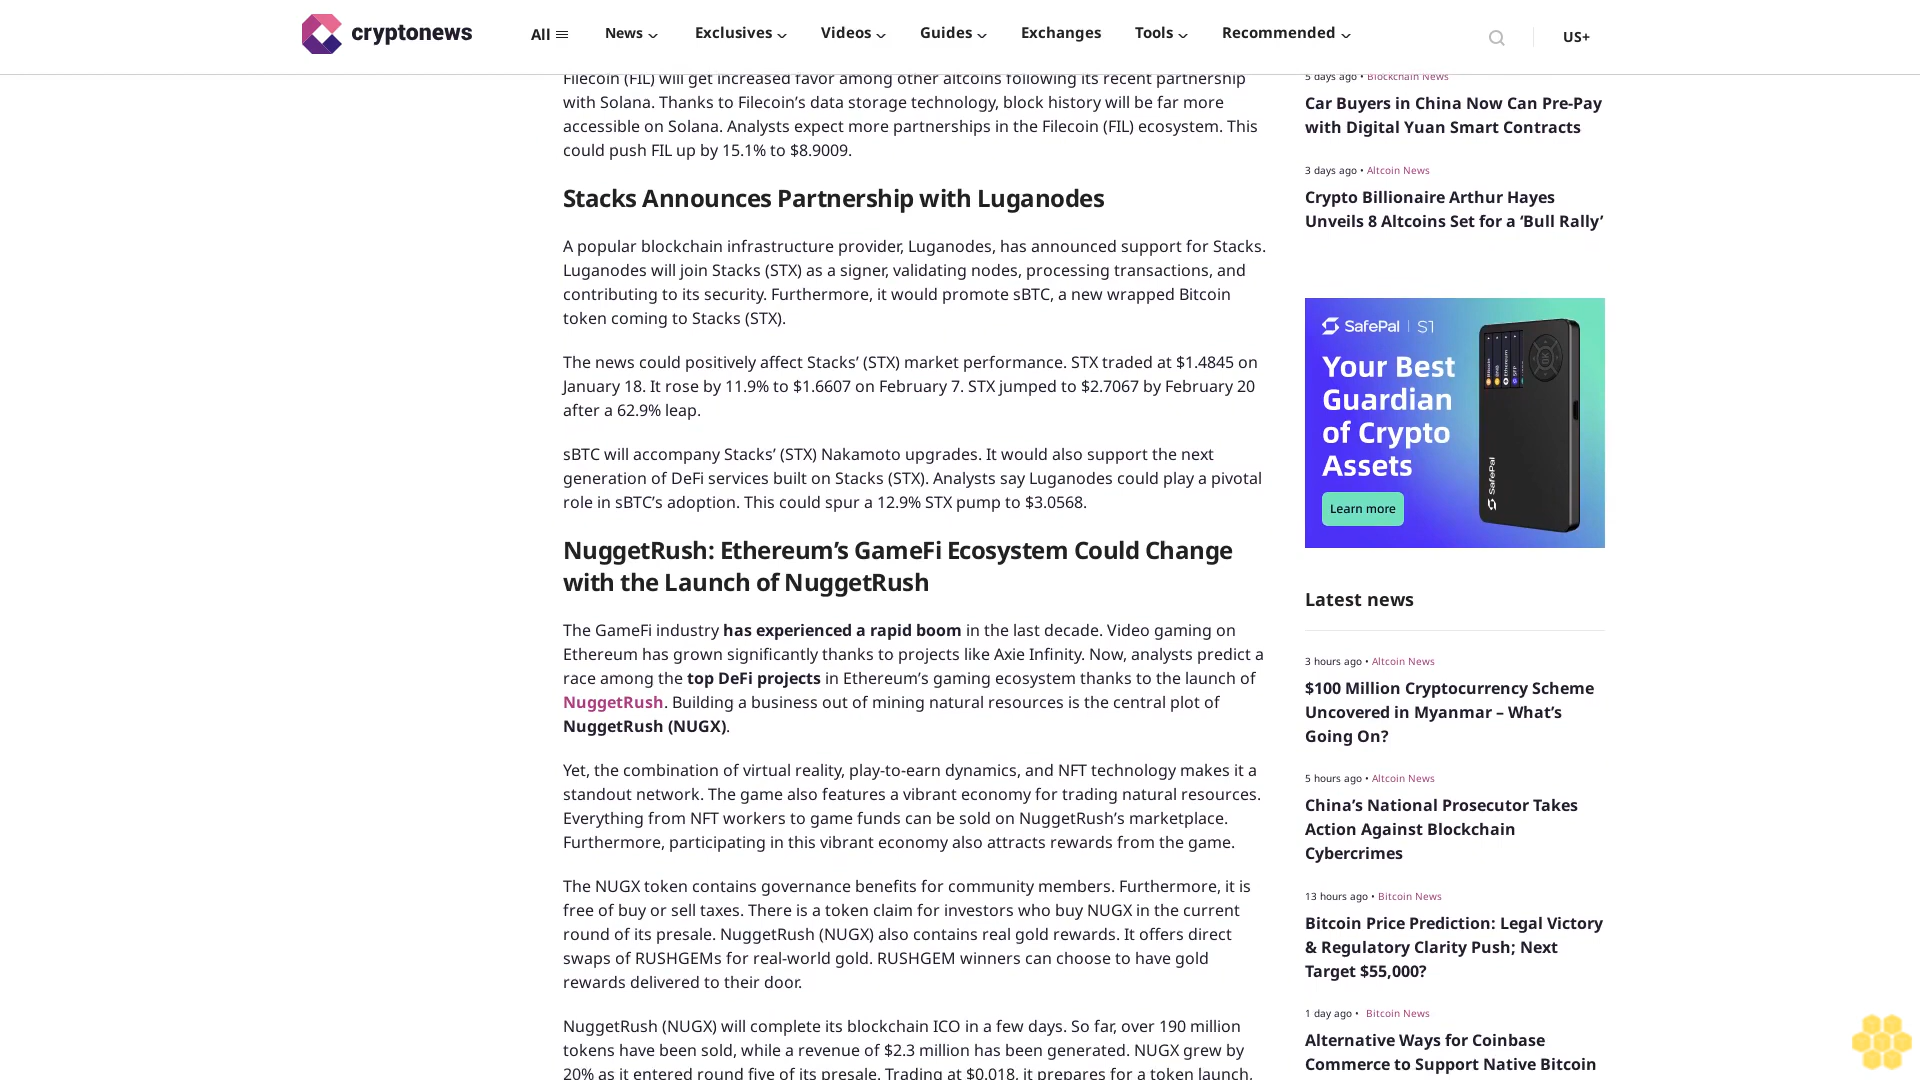 cryptonews
All
News
Exclusives
Videos
Guides
Exchanges
Tools
Recommended
US+
Filecoin (FIL) will get increased favor among other altcoins following its recent partnership
with Solana. Thanks to Filecoin’s data storage technology, block history will be far more
accessible on Solana. Analysts expect more partnerships in the Filecoin (FIL) ecosystem. This
could push FIL up by 15.1% to $8.9009.
Stacks Announces Partnership with Luganodes
A popular blockchain infrastructure provider, Luganodes, has announced support for Stacks.
Luganodes will join Stacks (STX) as a signer, validating nodes, processing transactions, and
contributing to its security. Furthermore, it would promote sBTC, a new wrapped Bitcoin
token coming to Stacks (STX).
The news could positively affect Stacks’ (STX) market performance. STX traded at $1.4845 on
January 18. It rose by 11.9% to $1.6607 on February 7. STX jumped to $2.7067 by February 20
after a 62.9% leap.
sBTC will accompany Stacks’ (STX) Nakamoto upgrades. It would also support the next
generation of DeFi services built on Stacks (STX). Analysts say Luganodes could play a pivotal
role in sBTC’s adoption. This could spur a 12.9% STX pump to $3.0568.
NuggetRush: Ethereum’s GameFi Ecosystem Could Change
with the Launch of NuggetRush
The GameFi industry has experienced a rapid boom in the last decade. Video gaming on
Ethereum has grown significantly thanks to projects like Axie Infinity. Now, analysts predict a
race among the top DeFi projects in Ethereum’s gaming ecosystem thanks to the launch of
NuggetRush. Building a business out of mining natural resources is the central plot of
NuggetRush (NUGX).
Yet, the combination of virtual reality, play-to-earn dynamics, and NFT technology makes it a
standout network. The game also features a vibrant economy for trading natural resources.
Everything from NFT workers to game funds can be sold on NuggetRush’s marketplace.
Furthermore, participating in this vibrant economy also attracts rewards from the game.
The NUGX token contains governance benefits for community members. Furthermore, it is
free of buy or sell taxes. There is a token claim for investors who buy NUGX in the current
round of its presale. NuggetRush (NUGX) also contains real gold rewards. It offers direct
swaps of RUSHGEMs for real-world gold. RUSHGEM winners can choose to have gold
rewards delivered to their door.
NuggetRush (NUGX) will complete its blockchain ICO in a few days. So far, over 190 million
tokens have been sold, while a revenue of $2.3 million has been generated. NUGX grew by
20% as it entered round five of its presale. Trading at $0.018, it prepares for a token launch.
5 days ago • Blockchain News
Car Buyers in China Now Can Pre-Pay
with Digital Yuan Smart Contracts
3 days ago • Altcoin News
Crypto Billionaire Arthur Hayes
Unveils 8 Altcoins Set for a ‘Bull Rally’
SafePal | S1
Your Best
Guardian
of Crypto
Assets
Learn more
SafePal
Latest news
3 hours ago • Altcoin News
$100 Million Cryptocurrency Scheme
Uncovered in Myanmar – What’s
Going On?
5 hours ago • Altcoin News
China’s National Prosecutor Takes
Action Against Blockchain
Cybercrimes
13 hours ago • Bitcoin News
Bitcoin Price Prediction: Legal Victory
& Regulatory Clarity Push; Next
Target $55,000?
1 day ago • Bitcoin News
Alternative Ways for Coinbase
Commerce to Support Native Bitcoin